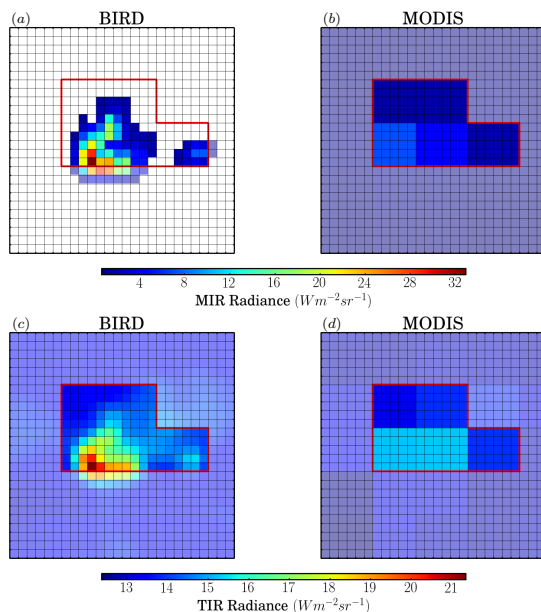 (a) BIRD
(b) MODIS
4 8 12 16 20 24 28 32
MIR Radiance (Wm⁻²sr⁻¹)
(c) BIRD
(d) MODIS
13 14 15 16 17 18 19 20 21
TIR Radiance (Wm⁻²sr⁻¹)